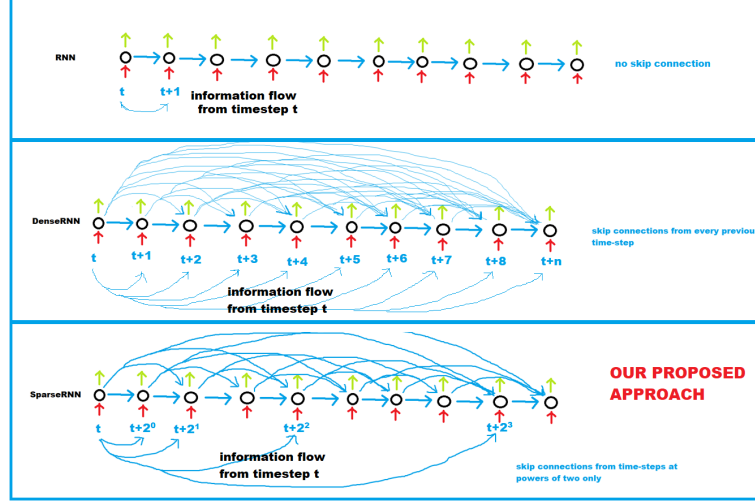 RNN
no skip connection
t t+1
information flow
from timestep t
DenseRNN
skip connections from every previou
time-step
t t+1 t+2 t+3 t+4 t+5 t+6 t+7 t+8 t+n
information flow
from timestep t
OUR PROPOSED
APPROACH
SparseRNN
t t+2⁰ t+2¹ t+2² t+2³
information flow
from timestep t
skip connections from time-steps at
powers of two only